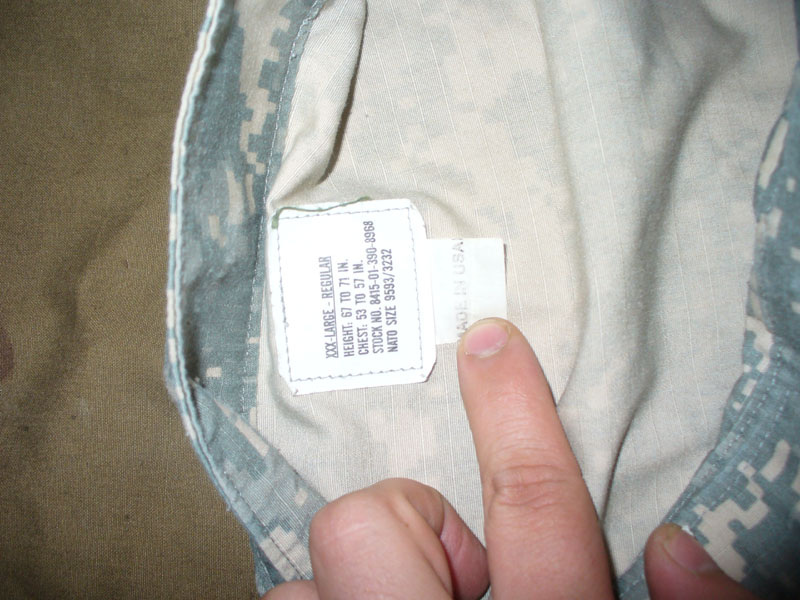 XXX-LARGE - REGULAR
HEIGHT: 67 TO 71 IN.
CHEST: 53 TO 57 IN.
STOCK NO. 8415-01-390-8968
NATO SIZE 9593/3232
MADE IN USA